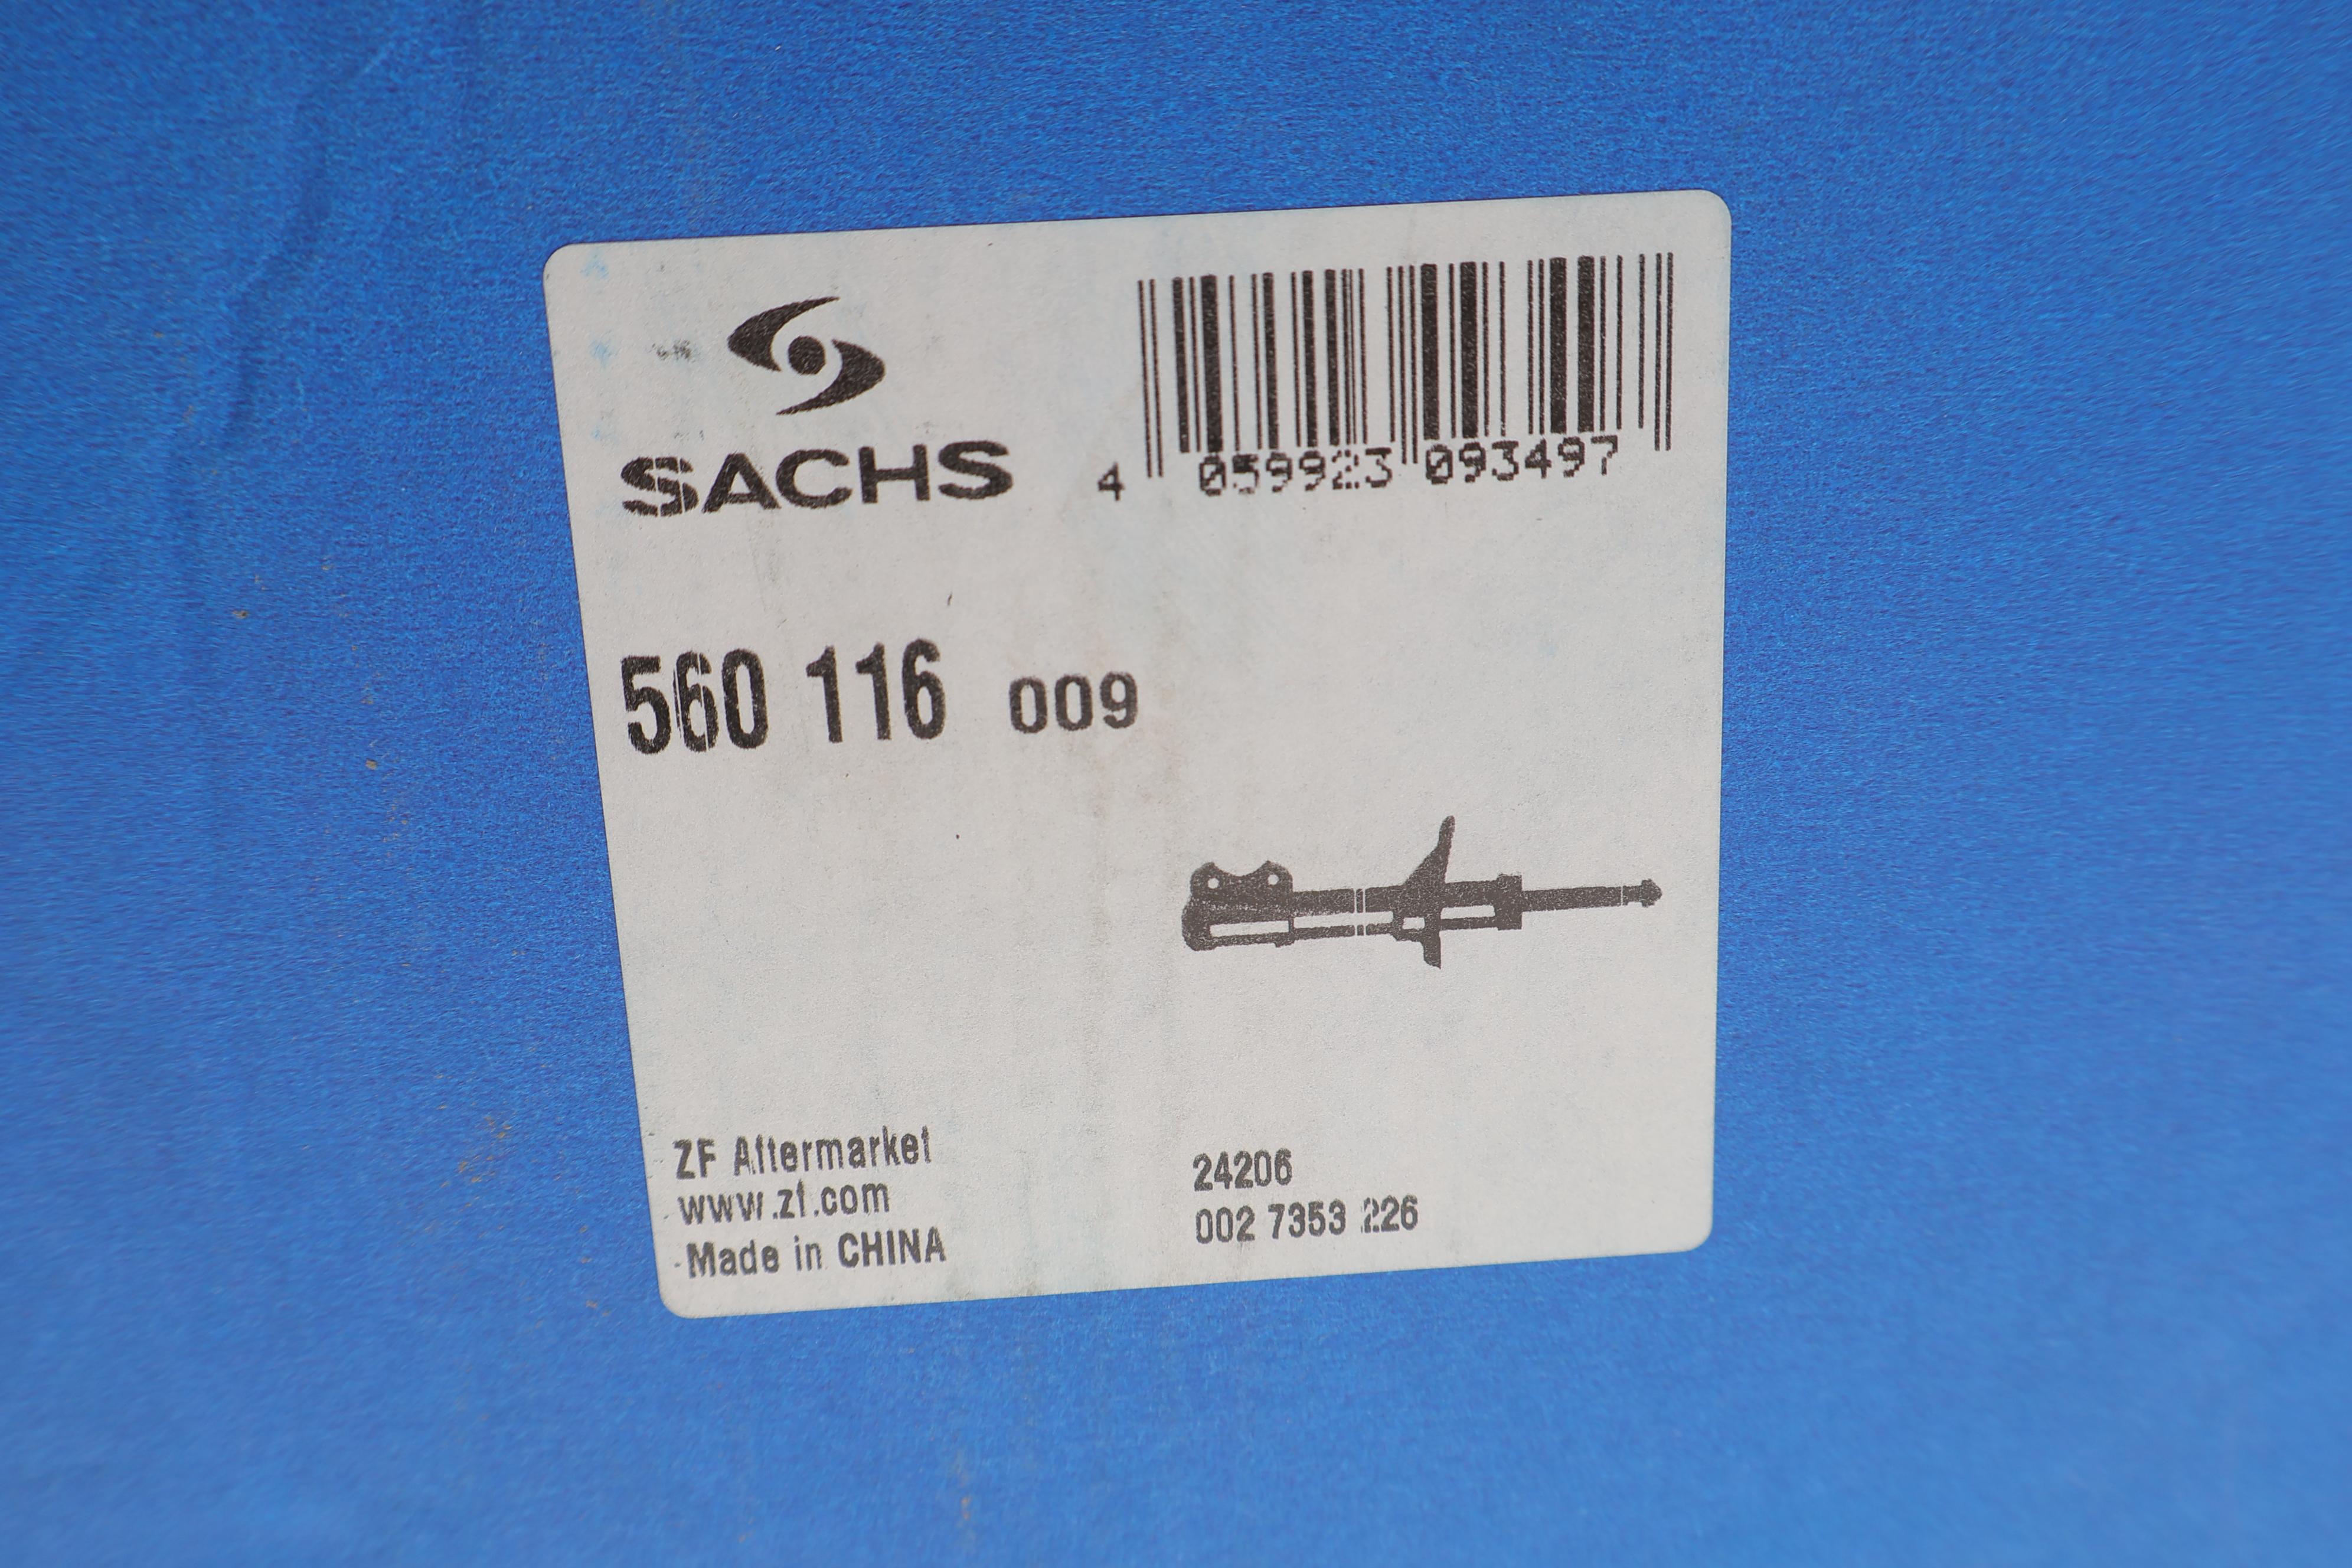 SACHS
4 059923 093497
560 116 009
ZF Aftermarket
www.zf.com
Made in CHINA
24206
002 7353 226